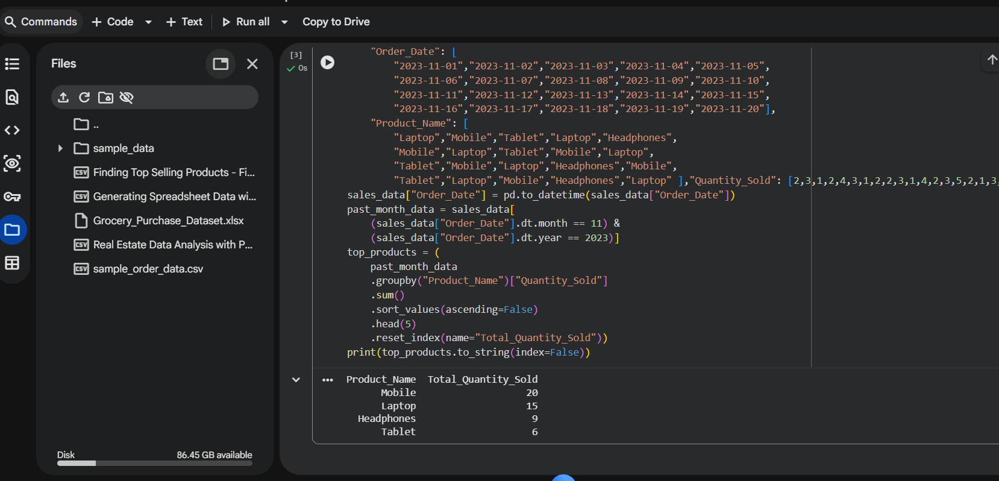 Commands
+ Code
+ Text
Run all
Copy to Drive
Files
..
sample_data
Finding Top Selling Products - Fi...
Generating Spreadsheet Data wi...
Grocery_Purchase_Dataset.xlsx
Real Estate Data Analysis with P...
sample_order_data.csv
Disk
86.45 GB available
[3]
0s
"Order_Date": [
"2023-11-01","2023-11-02","2023-11-03","2023-11-04","2023-11-05",
"2023-11-06","2023-11-07","2023-11-08","2023-11-09","2023-11-10",
"2023-11-11","2023-11-12","2023-11-13","2023-11-14","2023-11-15",
"2023-11-16","2023-11-17","2023-11-18","2023-11-19","2023-11-20"],
"Product_Name": [
"Laptop","Mobile","Tablet","Laptop","Headphones",
"Mobile","Laptop","Tablet","Mobile","Laptop",
"Tablet","Mobile","Laptop","Headphones","Mobile",
"Tablet","Laptop","Mobile","Headphones","Laptop" ],"Quantity_Sold": [2,3,1,2,4,3,1,2,2,3,1,4,2,3,5,2,1,3,
sales_data["Order_Date"] = pd.to_datetime(sales_data["Order_Date"])
past_month_data = sales_data[
(sales_data["Order_Date"].dt.month == 11) &
(sales_data["Order_Date"].dt.year == 2023)]
top_products = (
past_month_data
.groupby("Product_Name")["Quantity_Sold"]
.sum()
.sort_values(ascending=False)
.head(5)
.reset_index(name="Total_Quantity_Sold"))
print(top_products.to_string(index=False))
Product_Name Total_Quantity_Sold
Mobile 20
Laptop 15
Headphones 9
Tablet 6